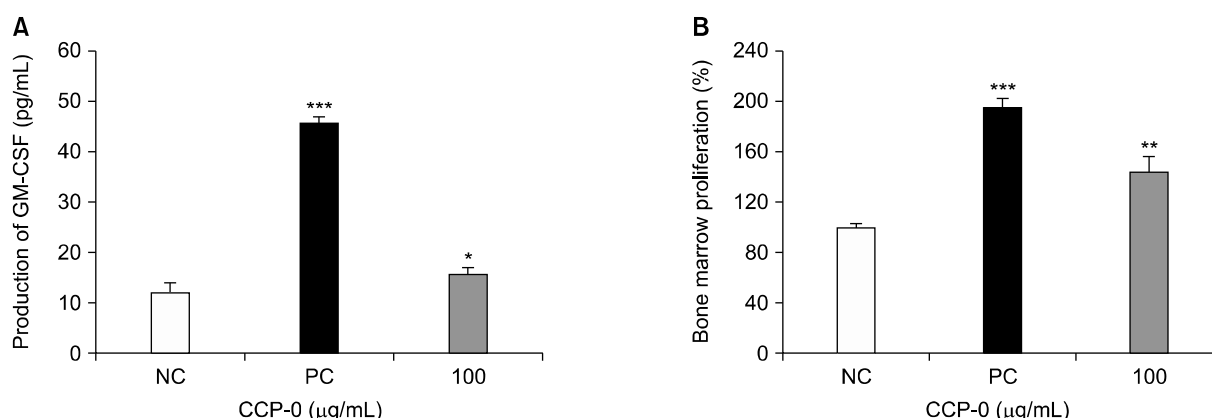 A
Production of GM-CSF (pg/mL)
60
50
40
30
20
10
0
***
*
NC
PC
100
CCP-0 (μg/mL)
B
Bone marrow proliferation (%)
240
200
160
120
80
40
0
***
**
NC
PC
100
CCP-0 (μg/mL)